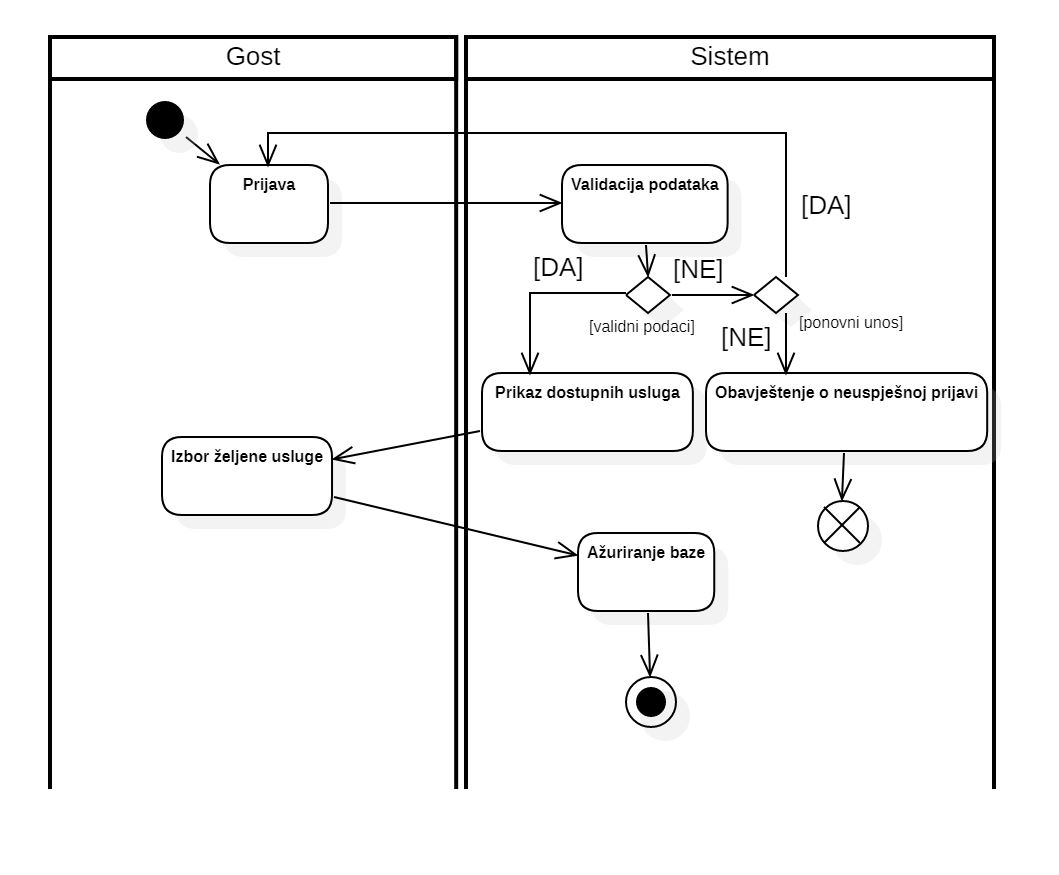 Gost
Sistem
Prijava
Validacija podataka
[DA]
[DA]
[NE]
[validni podaci]
[ponovni unos]
[NE]
Prikaz dostupnih usluga
Obavještenje o neuspješnoj prijavi
Izbor željene usluge
Ažuriranje baze